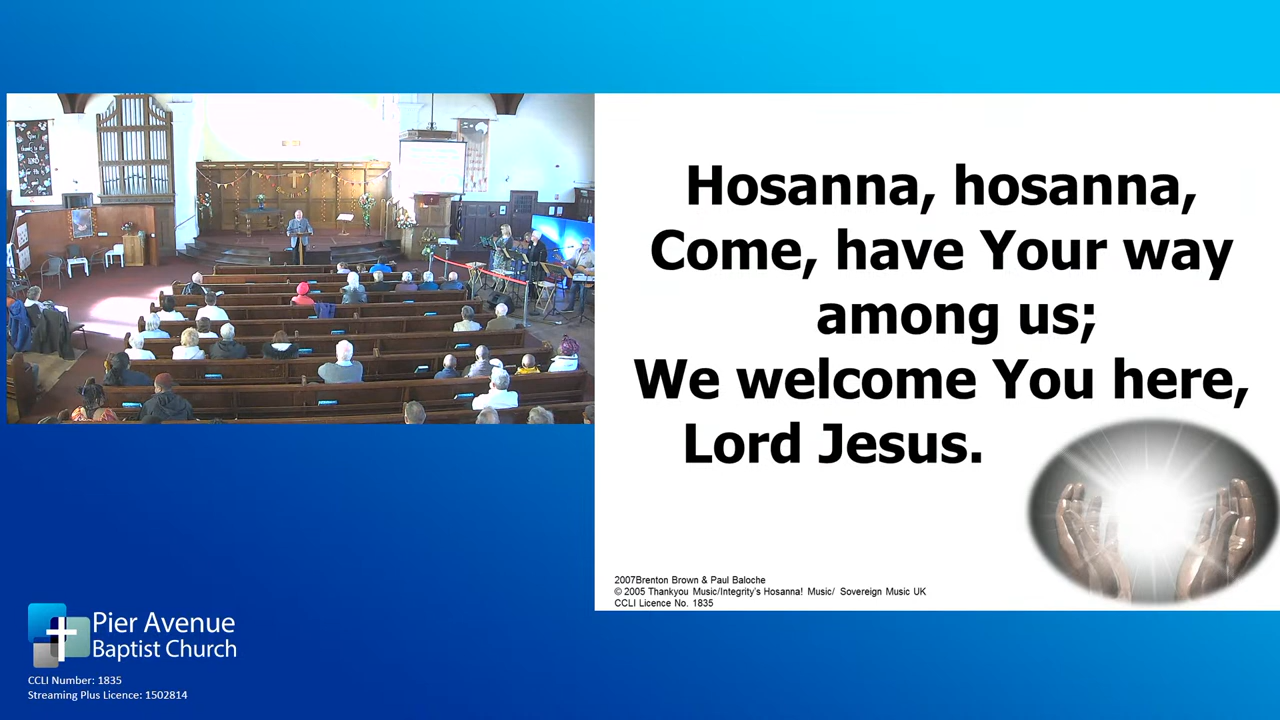 Hosanna, hosanna,
Come, have Your way
among us;
We welcome You here,
Lord Jesus.
2007Brenton Brown & Paul Baloche
© 2005 Thankyou Music/Integrity's Hosanna! Music/ Sovereign Music UK
CCLI Licence No. 1835
Pier Avenue
Baptist Church
CCLI Number: 1835
Streaming Plus Licence: 1502814